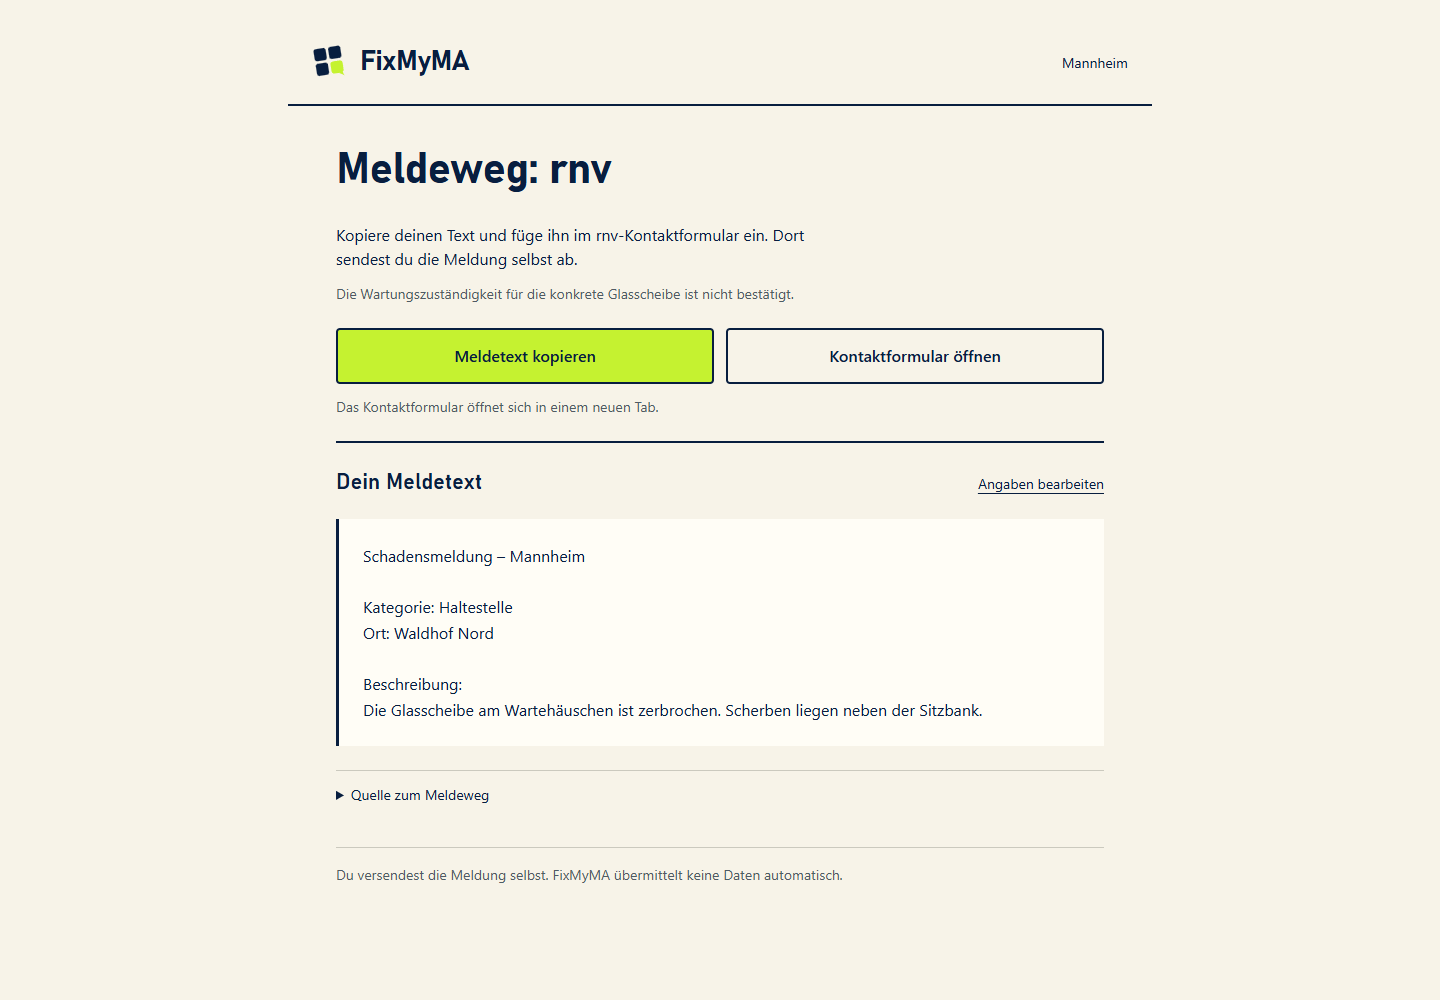 FixMyMA
Mannheim
Meldeweg: rnv
Kopiere deinen Text und füge ihn im rnv-Kontaktformular ein. Dort
sendest du die Meldung selbst ab.
Die Wartungszuständigkeit für die konkrete Glasscheibe ist nicht bestätigt.
Meldetext kopieren
Kontaktformular öffnen
Das Kontaktformular öffnet sich in einem neuen Tab.
Dein Meldetext
Angaben bearbeiten
Schadensmeldung – Mannheim
Kategorie: Haltestelle
Ort: Waldhof Nord
Beschreibung:
Die Glasscheibe am Wartehäuschen ist zerbrochen. Scherben liegen neben der Sitzbank.
Quelle zum Meldeweg
Du versendest die Meldung selbst. FixMyMA übermittelt keine Daten automatisch.